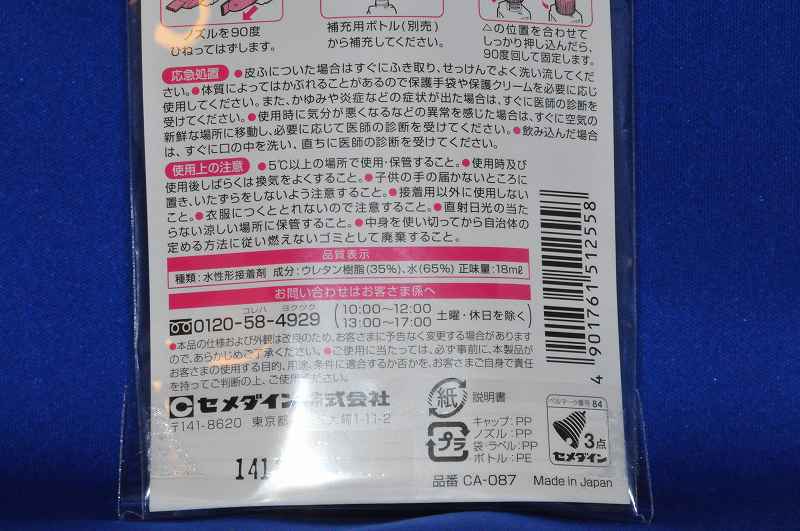 ノズルを90度
ひねってはずします。
補充用ボトル(別売)
から補充してください。
△の位置を合わせて
しっかり押し込んだら、
90度回して固定します。
応急処置 ●皮ふについた場合はすぐにふき取り、せっけんでよく洗い流してくだ
さい。●体質によってはかぶれることがあるので保護手袋や保護クリームを必要に応じ
使用してください。また、かゆみや炎症などの症状が出た場合は、すぐに医師の診断を
受けてください。●使用時に気分が悪くなるなどの異常を感じた場合は、すぐに空気の
新鮮な場所に移動し、必要に応じて医師の診断を受けてください。●飲み込んだ場合
は、すぐに口の中を洗い、直ちに医師の診断を受けてください。
使用上の注意 ●5℃以上の場所で使用・保管すること。●使用時及び
使用後しばらくは換気をよくすること。●子供の手の届かないところに
置き、いたずらをしないよう注意すること。●接着用以外に使用しない
こと。●衣服につくととれないので注意すること。●直射日光の当た
らない涼しい場所に保管すること。●中身を使い切ってから自治体の
定める方法に従い燃えないゴミとして廃棄すること。
品質表示
種類:水性形接着剤 成分:ウレタン樹脂(35%)、水(65%) 正味量:18mℓ
お問い合わせはお客さま係へ
コレハ ヨクツク
0120-58-4929 (10:00〜12:00 13:00〜17:00) 土曜・休日を除く
●本品の仕様および外観は改良のため、お客さまに予告なく変更する場合があります
ので、あらかじめご了承ください。●ご使用に当たっては、必ず事前に、本製品が
お客さまの使用する目的、用途、条件に適合するか否かを、お客さまご自身で責任
を持ってご判断の上、ご使用ください。
セメダイン株式会社
〒141-8620 東京都 大崎1-11-2
紙 説明書
プラ
キャップ:PP
ノズル:PP
袋・ラベル:PP
ボトル:PE
ベルマーク番号 84
3点
セメダイン
4 901761 512558
品番 CA-087 Made in Japan